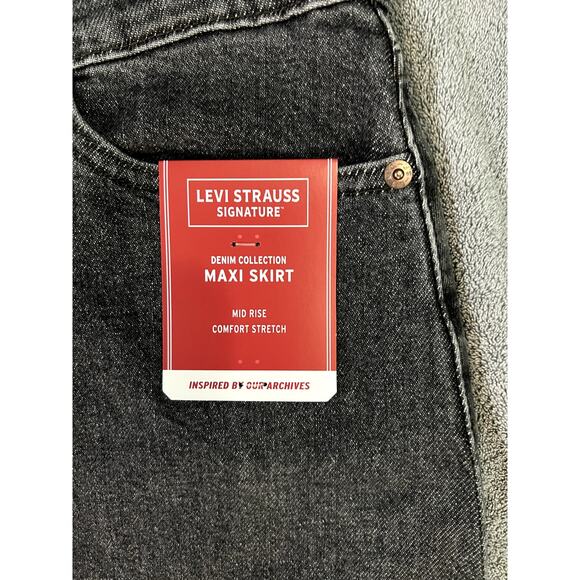 LEVI STRAUSS
SIGNATURE™
DENIM COLLECTION
MAXI SKIRT
MID RISE
COMFORT STRETCH
INSPIRED BY OUR ARCHIVES